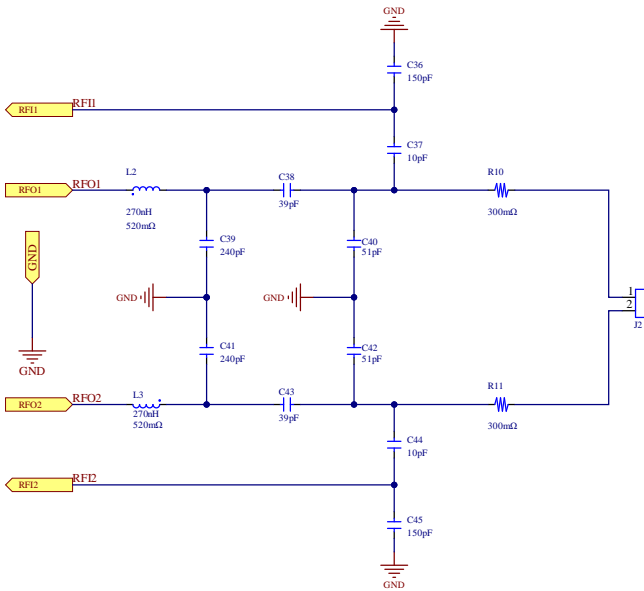 GND
C36
150pF
RFI1
RFI1
C37
10pF
L2
C38
R10
RFO1
RFO1
270nH
520mΩ
39pF
300mΩ
GND
C39
240pF
C40
51pF
GND
GND
1
2
J2
C41
240pF
C42
51pF
GND
L3
C43
R11
RFO2
RFO2
270nH
520mΩ
39pF
300mΩ
C44
10pF
RFI2
RFI2
C45
150pF
GND